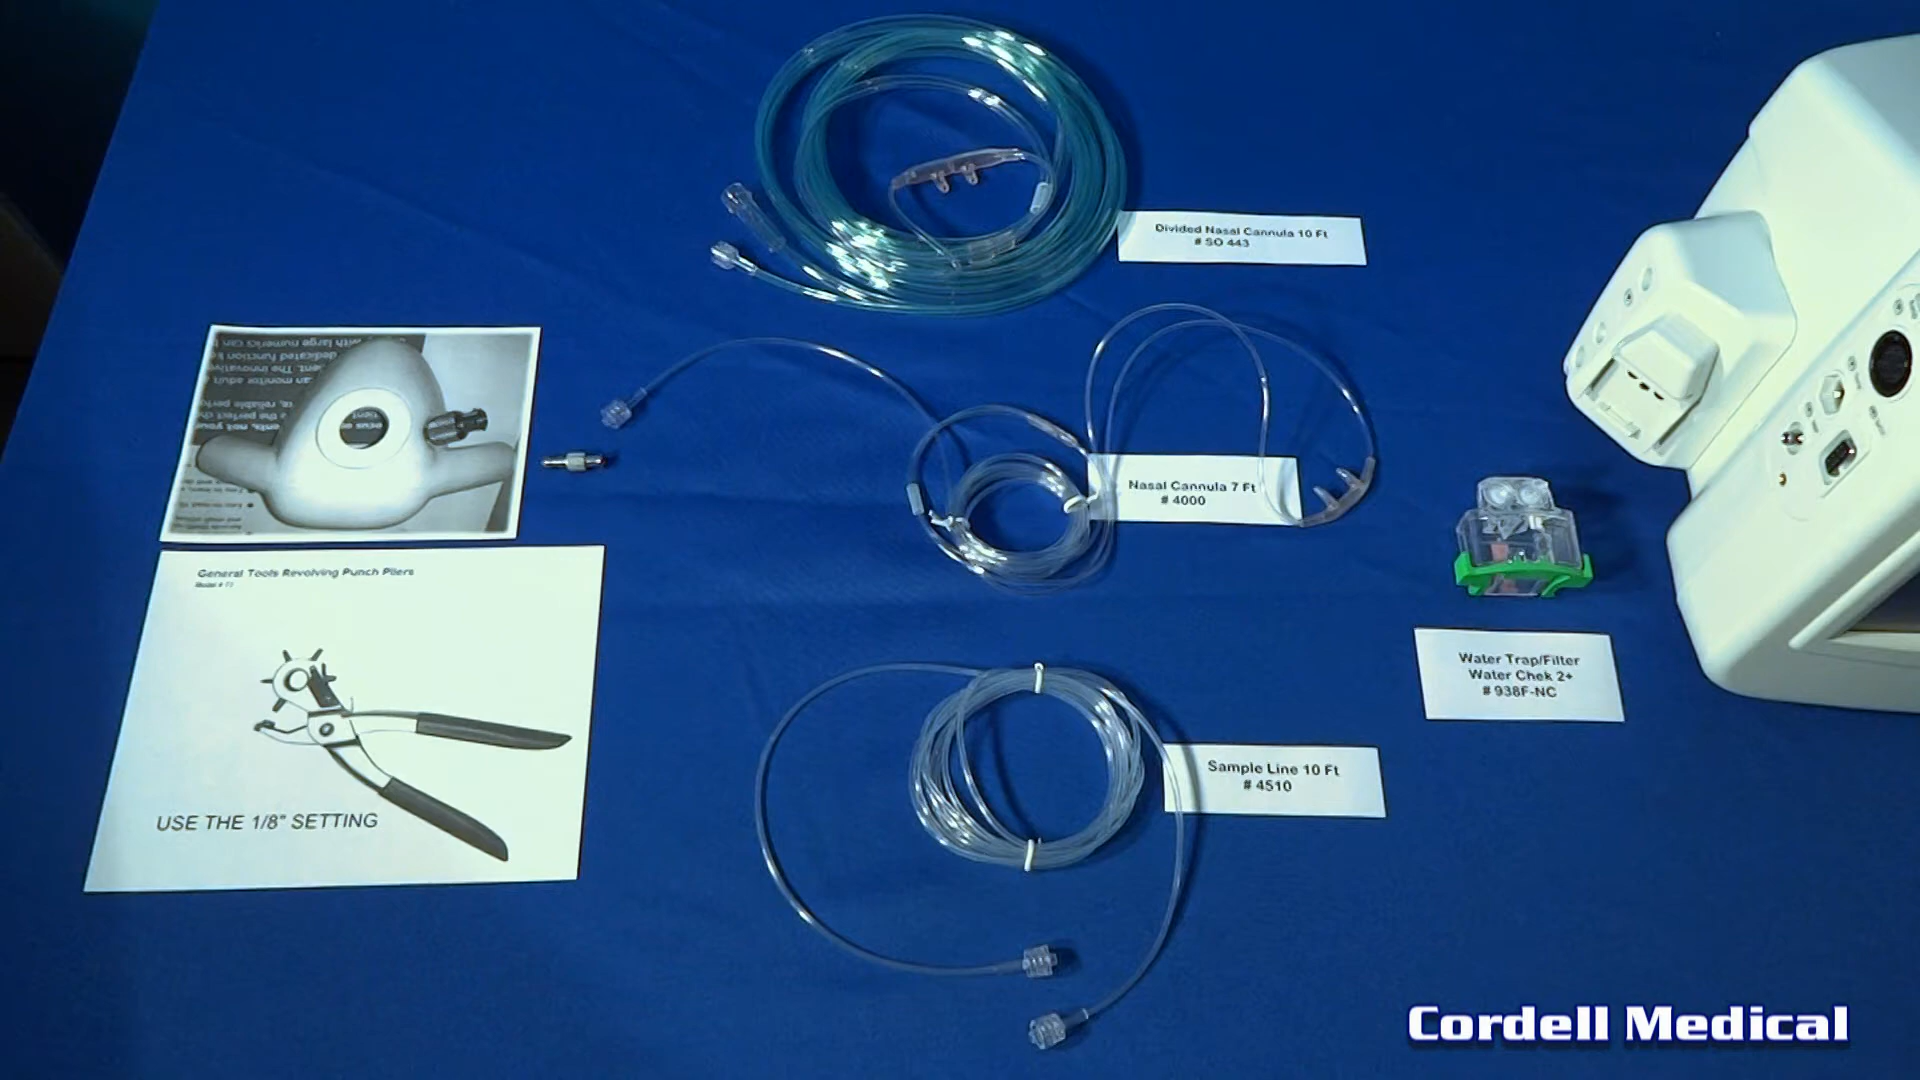 Divided Nasal Cannula 10 Ft
# SO 443
Nasal Cannula 7 Ft
# 4000
General Tools Revolving Punch Pliers
USE THE 1/8" SETTING
Water Trap/Filter
Water Chek 2+
# 938F-NC
Sample Line 10 Ft
# 4510
Cordell Medical